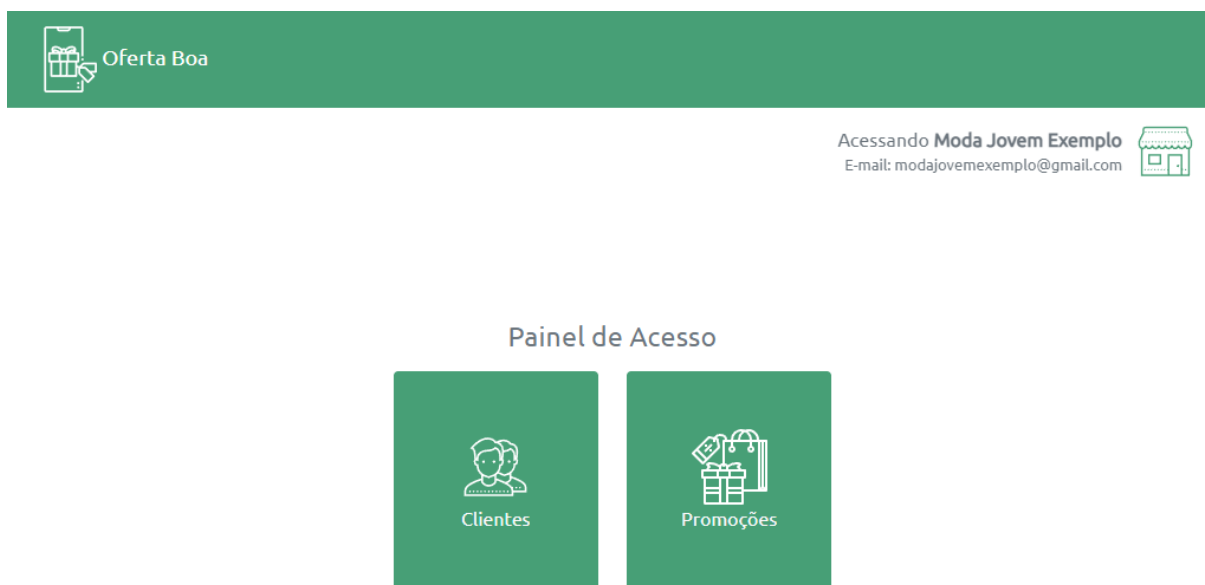 Oferta Boa
Acessando Moda Jovem Exemplo
E-mail: modajovemexemplo@gmail.com
Painel de Acesso
Clientes
Promoções